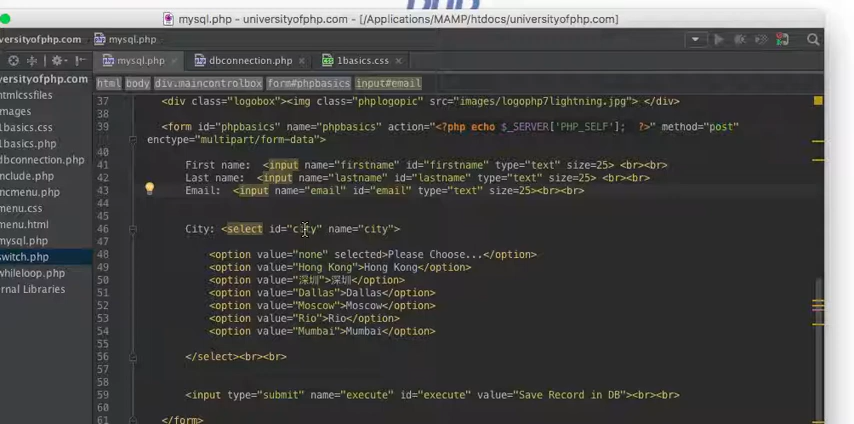 mysql.php - universityofphp.com - [/Applications/MAMP/htdocs/universityofphp.com]
versityofphp.com mysql.php
mysql.php × dbconnection.php × 1basics.css ×
versityofphp.com html body div.maincontrolbox form#phpbasics input#email
htmlcssfiles
images
1basics.css
1basics.php
dbconnection.php
include.php
incmenu.php
menu.css
menu.html
mysql.php
switch.php
whileloop.php
rnal Libraries
37 <div class="logobox"><img class="phplogopic" src="images/logophp7lightning.jpg"> </div>
38
39 <form id="phpbasics" name="phpbasics" action="<?php echo $_SERVER['PHP_SELF']; ?>" method="post"
enctype="multipart/form-data">
40
41 First name: <input name="firstname" id="firstname" type="text" size=25> <br><br>
42 Last name: <input name="lastname" id="lastname" type="text" size=25> <br><br>
43 Email: <input name="email" id="email" type="text" size=25><br><br>
44
45
46 City: <select id="city" name="city">
47
48 <option value="none" selected>Please Choose...</option>
49 <option value="Hong Kong">Hong Kong</option>
50 <option value="深圳">深圳</option>
51 <option value="Dallas">Dallas</option>
52 <option value="Moscow">Moscow</option>
53 <option value="Rio">Rio</option>
54 <option value="Mumbai">Mumbai</option>
55
56 </select><br><br>
57
58
59 <input type="submit" name="execute" id="execute" value="Save Record in DB"><br><br>
60
61 </form>